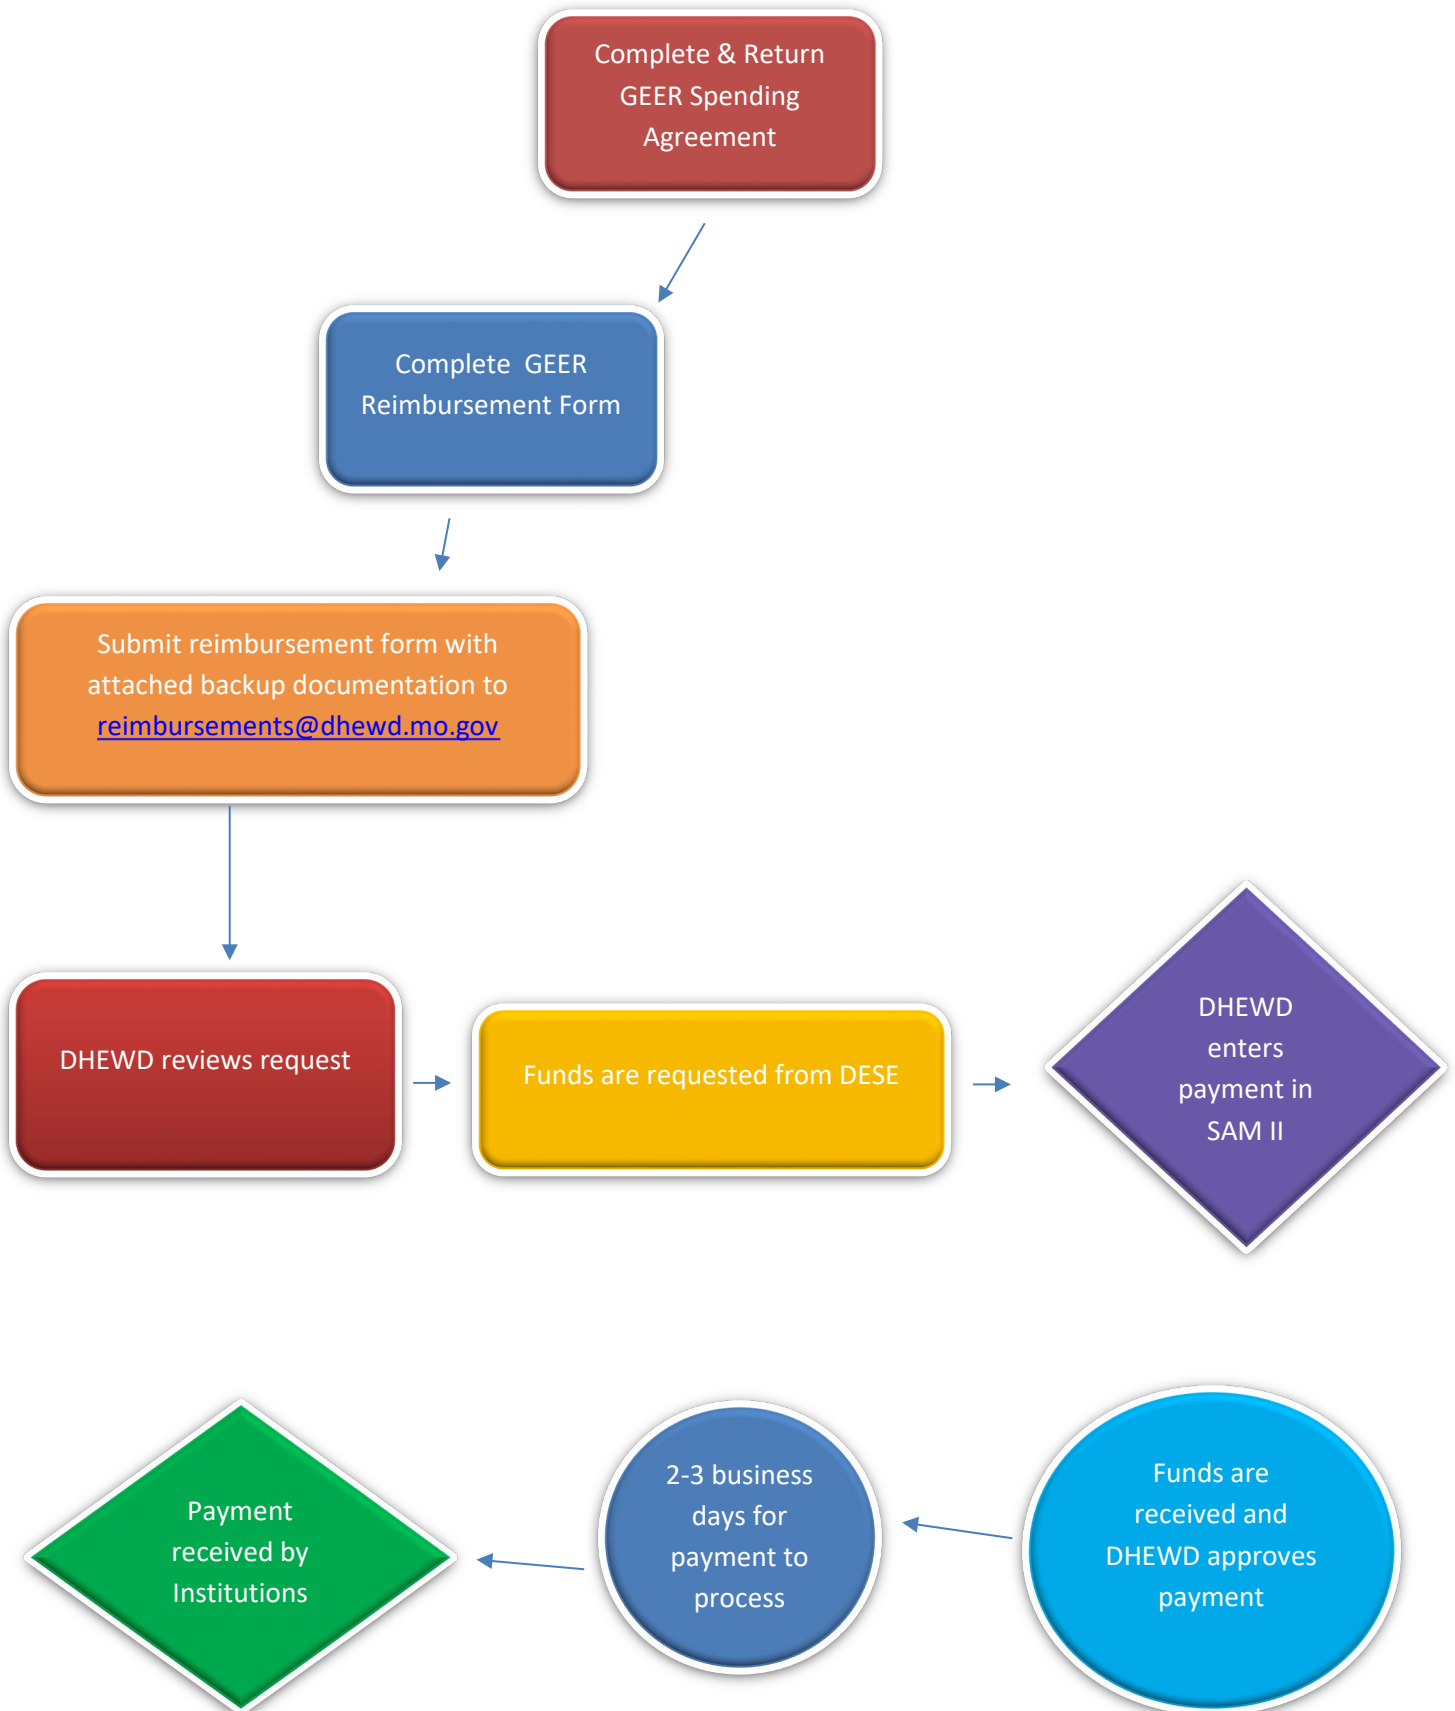 Complete & Return
GEER Spending
Agreement
Complete  GEER
Reimbursement Form
Submit reimbursement form with
attached backup documentation to
reimbursements@dhewd.mo.gov
DHEWD reviews request
Funds are requested from DESE
DHEWD
enters
payment in
SAM II
Funds are
received and
DHEWD approves
payment
2-3 business
days for
payment to
process
Payment
received by
Institutions